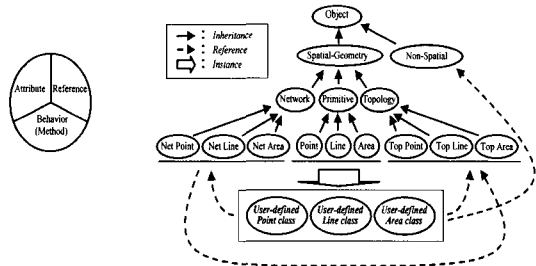 Object
: Inheritance
: Reference
: Instance
Spatial-Geometry
Non-Spatial
Attribute
Reference
Behavior
(Method)
Network
Primitive
Topology
Net Point
Net Line
Net Area
Point
Line
Area
Top Point
Top Line
Top Area
User-defined
Point class
User-defined
Line class
User-defined
Area class